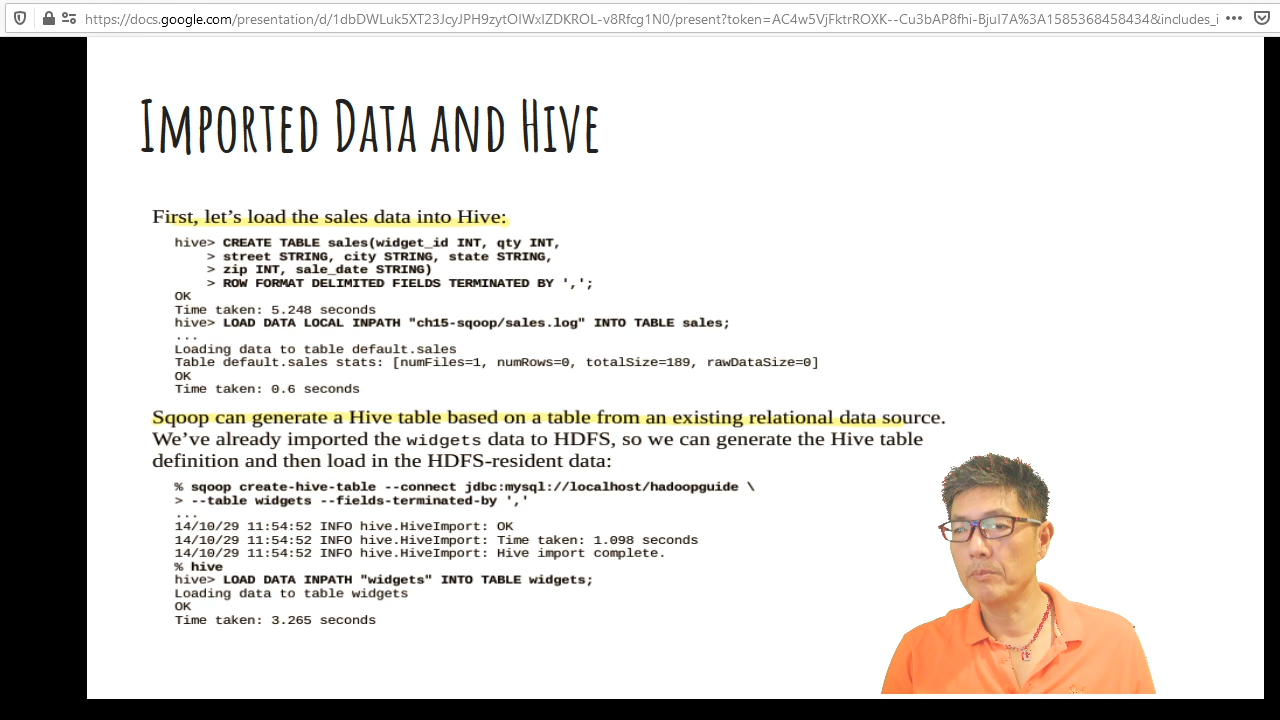 https://docs.google.com/presentation/d/1dbDWLuk5XT23JcyJPH9zytOIWxIZDKROL-v8Rfcg1N0/present?token=AC4w5VjFktrROXK--Cu3bAP8fhi-BjuI7A%3A1585368458434&includes_i
IMPORTED DATA AND HIVE
First, let's load the sales data into Hive:
hive> CREATE TABLE sales(widget_id INT, qty INT,
> street STRING, city STRING, state STRING,
> zip INT, sale_date STRING)
> ROW FORMAT DELIMITED FIELDS TERMINATED BY ',';
OK
Time taken: 5.248 seconds
hive> LOAD DATA LOCAL INPATH "ch15-sqoop/sales.log" INTO TABLE sales;
...
Loading data to table default.sales
Table default.sales stats: [numFiles=1, numRows=0, totalSize=189, rawDataSize=0]
OK
Time taken: 0.6 seconds
Sqoop can generate a Hive table based on a table from an existing relational data source.
We've already imported the widgets data to HDFS, so we can generate the Hive table
definition and then load in the HDFS-resident data:
% sqoop create-hive-table --connect jdbc:mysql://localhost/hadoopguide \
> --table widgets --fields-terminated-by ','
...
14/10/29 11:54:52 INFO hive.HiveImport: OK
14/10/29 11:54:52 INFO hive.HiveImport: Time taken: 1.098 seconds
14/10/29 11:54:52 INFO hive.HiveImport: Hive import complete.
% hive
hive> LOAD DATA INPATH "widgets" INTO TABLE widgets;
Loading data to table widgets
OK
Time taken: 3.265 seconds